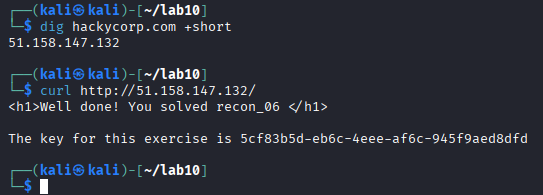 ┌──(kali㉿kali)-[~/lab10]
└─$ dig hackycorp.com +short
51.158.147.132
┌──(kali㉿kali)-[~/lab10]
└─$ curl http://51.158.147.132/
<h1>Well done! You solved recon_06 </h1>
The key for this exercise is 5cf83b5d-eb6c-4eee-af6c-945f9aed8dfd
┌──(kali㉿kali)-[~/lab10]
└─$